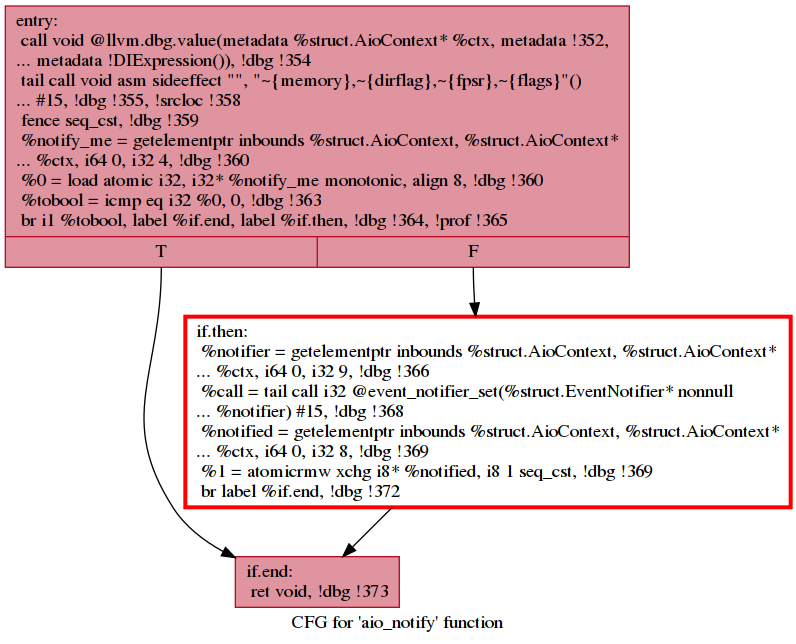 entry:
call void @llvm.dbg.value(metadata %struct.AioContext* %ctx, metadata !352,
... metadata !DIExpression()), !dbg !354
tail call void asm sideeffect "", "~{memory},~{dirflag},~{fpsr},~{flags}"()
... #15, !dbg !355, !srcloc !358
fence seq_cst, !dbg !359
%notify_me = getelementptr inbounds %struct.AioContext, %struct.AioContext*
... %ctx, i64 0, i32 4, !dbg !360
%0 = load atomic i32, i32* %notify_me monotonic, align 8, !dbg !360
%tobool = icmp eq i32 %0, 0, !dbg !363
br i1 %tobool, label %if.end, label %if.then, !dbg !364, !prof !365
T
F
if.then:
%notifier = getelementptr inbounds %struct.AioContext, %struct.AioContext*
... %ctx, i64 0, i32 9, !dbg !366
%call = tail call i32 @event_notifier_set(%struct.EventNotifier* nonnull
... %notifier) #15, !dbg !368
%notified = getelementptr inbounds %struct.AioContext, %struct.AioContext*
... %ctx, i64 0, i32 8, !dbg !369
%1 = atomicrmw xchg i8* %notified, i8 1 seq_cst, !dbg !369
br label %if.end, !dbg !372
if.end:
ret void, !dbg !373
CFG for 'aio_notify' function